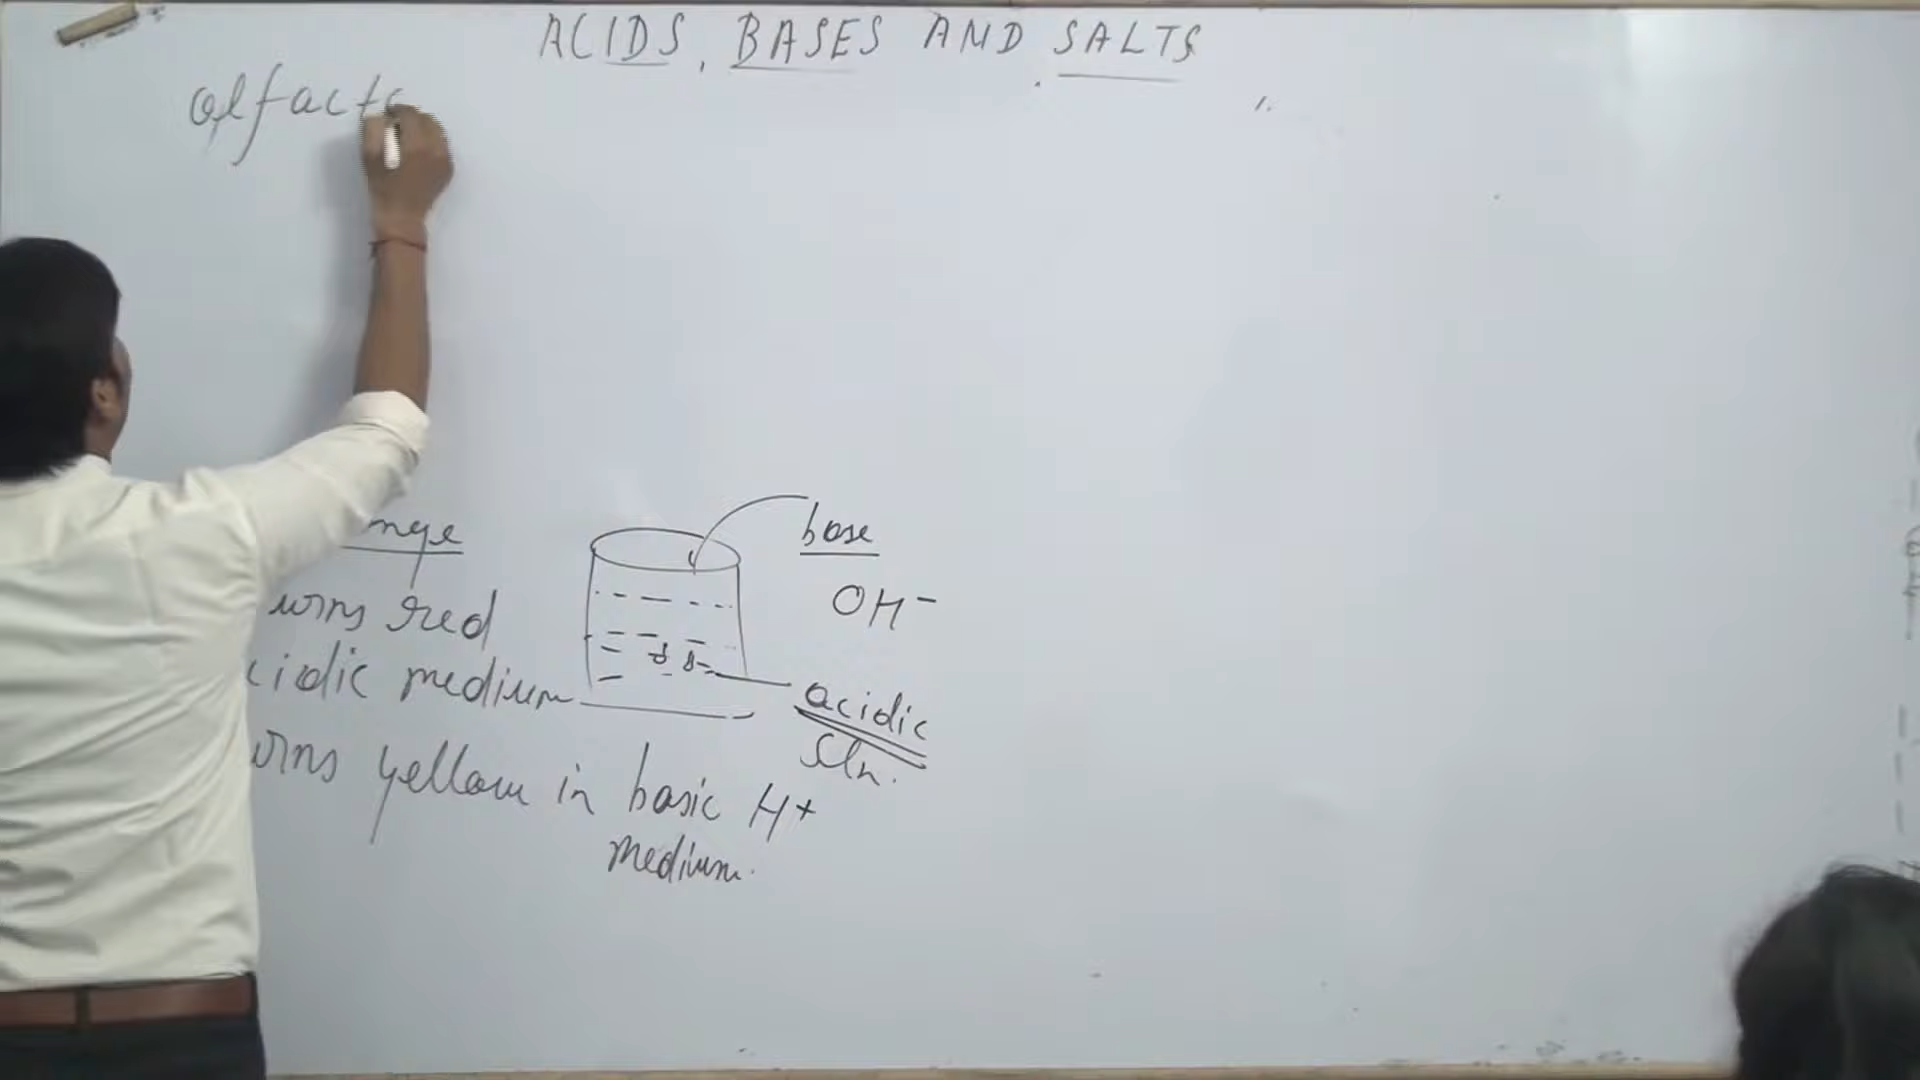 ACIDS, BASES AND SALTS
olfacto
nge
urns red
cidic medium
urns yellow in basic
medium.
base
OH⁻
acidic
Sln.
H+